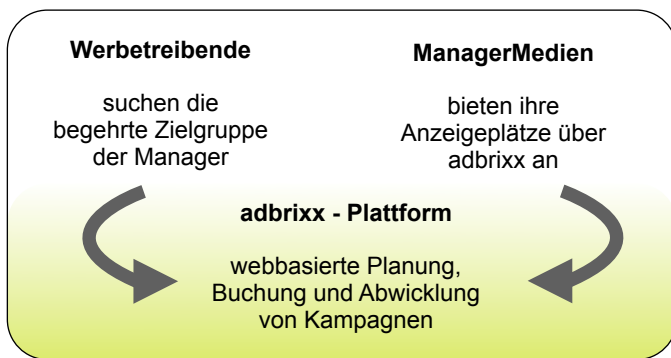 Werbetreibende
suchen die
begehrte Zielgruppe
der Manager
ManagerMedien
bieten ihre
Anzeigeplätze über
adbrixx an
adbrixx - Plattform
webbasierte Planung,
Buchung und Abwicklung
von Kampagnen